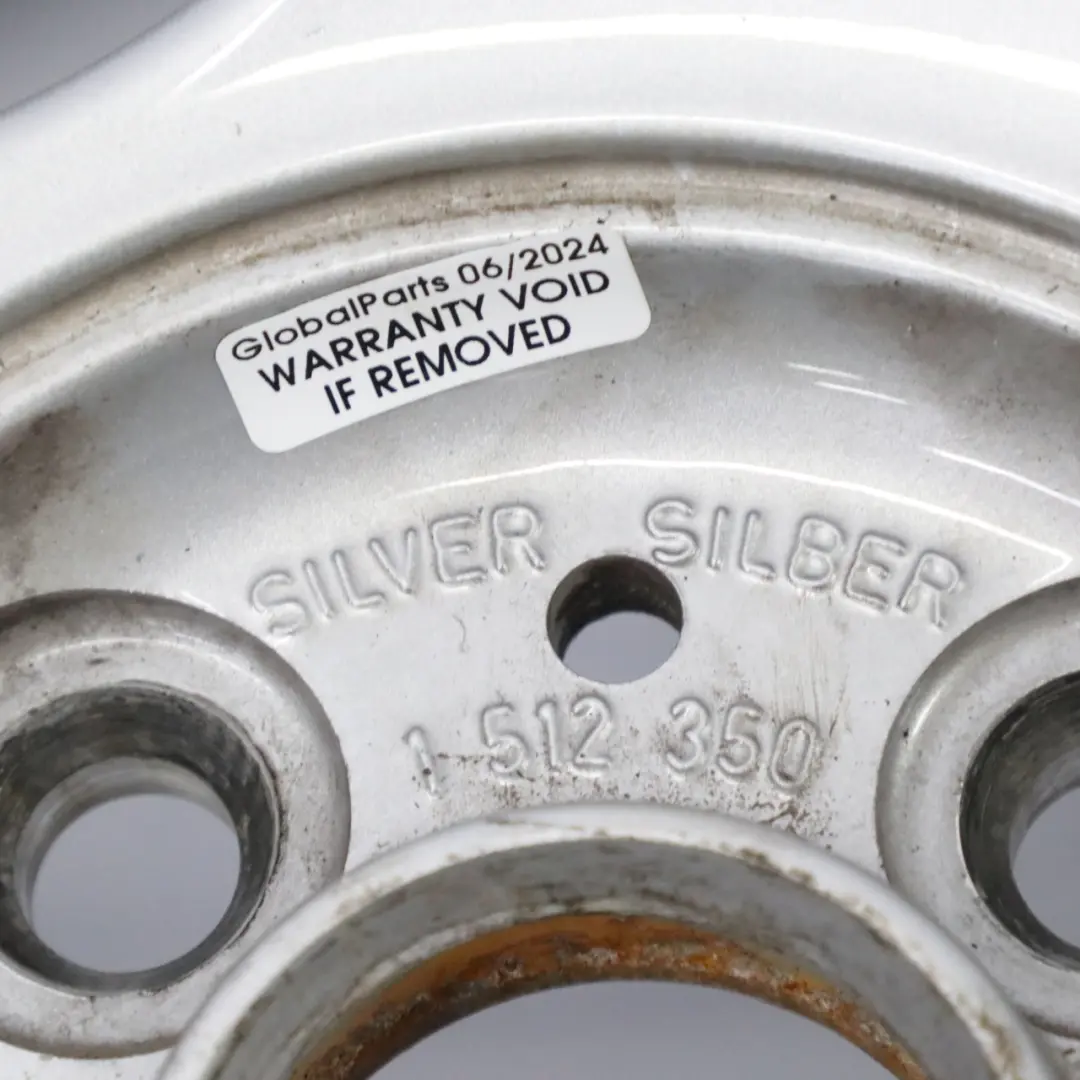 GlobalParts 06/2024
WARRANTY VOID
IF REMOVED
SILVER SILBER
1 512 350